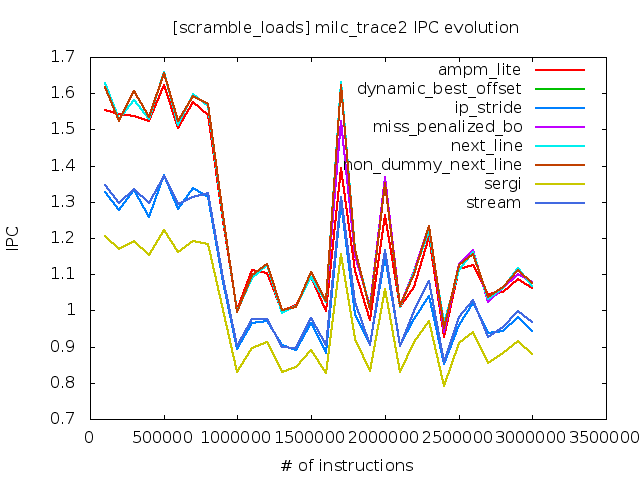 [scramble_loads] milc_trace2 IPC evolution
1.7
1.6
1.5
1.4
1.3
1.2
1.1
1
0.9
0.8
0.7
IPC
ampm_lite
dynamic_best_offset
ip_stride
miss_penalized_bo
next_line
non_dummy_next_line
sergi
stream
0 500000 1000000 1500000 2000000 2500000 3000000 3500000
# of instructions